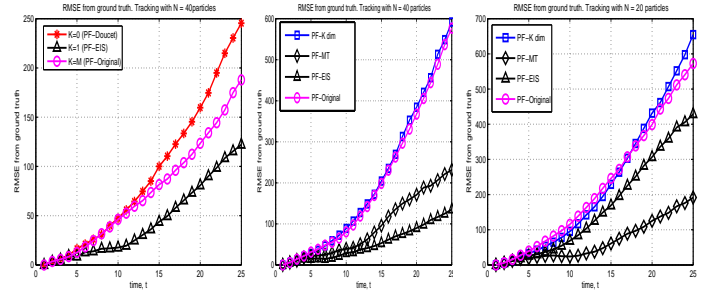 RMSE from ground truth. Tracking with N = 40particles
RMSE from ground truth
250
200
150
100
50
0
K=0 (PF-Doucet)
K=1 (PF-EIS)
K=M (PF-Original)
0
5
10
15
20
25
time, t
RMSE from ground truth. Tracking with N = 40 particles
RMSE from ground truth
600
500
400
300
200
100
0
PF-K dim
PF-MT
PF-EIS
PF-Original
0
5
10
15
20
25
time, t
RMSE from ground truth. Tracking with N = 20 particles
RMSE from ground truth
700
600
500
400
300
200
100
0
PF-K dim
PF-MT
PF-EIS
PF-Original
0
5
10
15
20
25
time, t